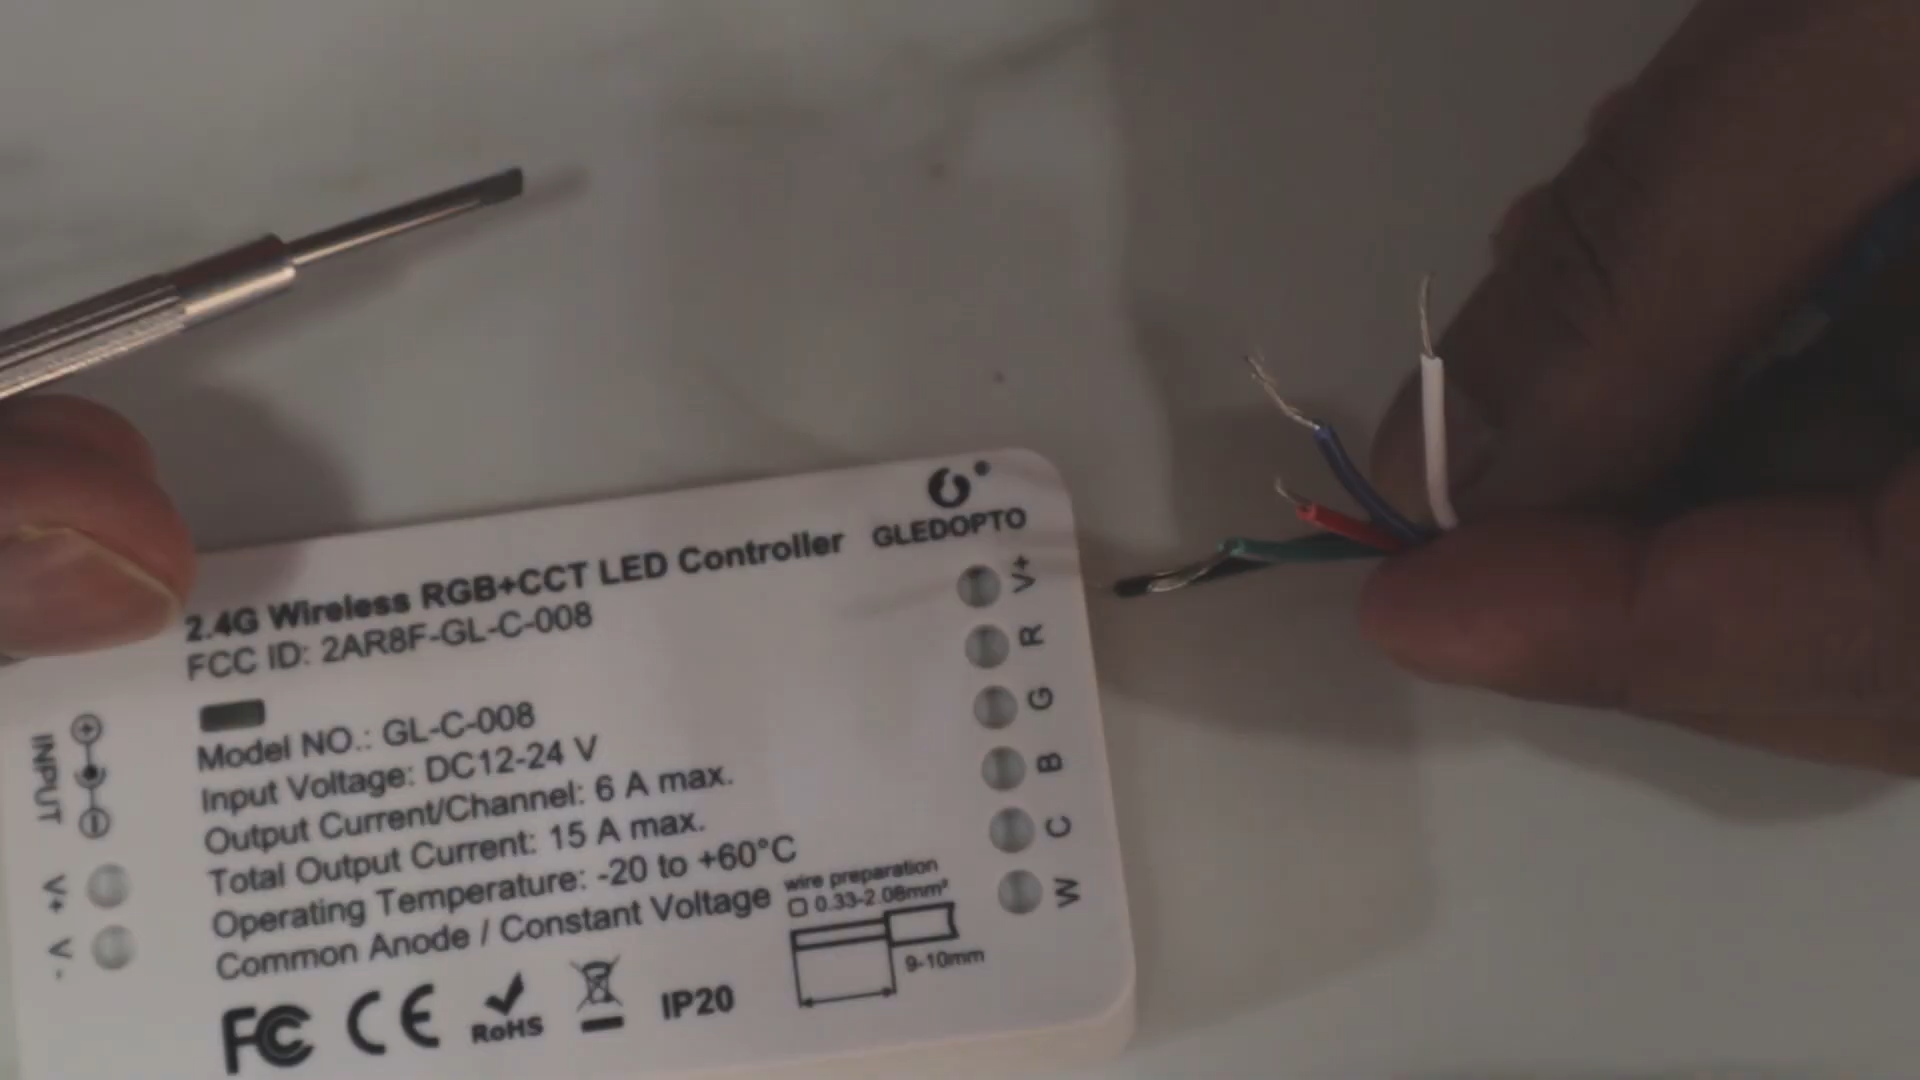 GLEDOPTO
2.4G Wireless RGB+CCT LED Controller
FCC ID: 2AR8F-GL-C-008
Model NO.: GL-C-008
Input Voltage: DC12-24 V
Output Current/Channel: 6 A max.
Total Output Current: 15 A max.
Operating Temperature: -20 to +60°C
Common Anode / Constant Voltage
wire preparation
0.33-2.08mm²
9-10mm
FC CE RoHS IP20
INPUT
+
-
V+
V-
V+
R
G
B
C
W